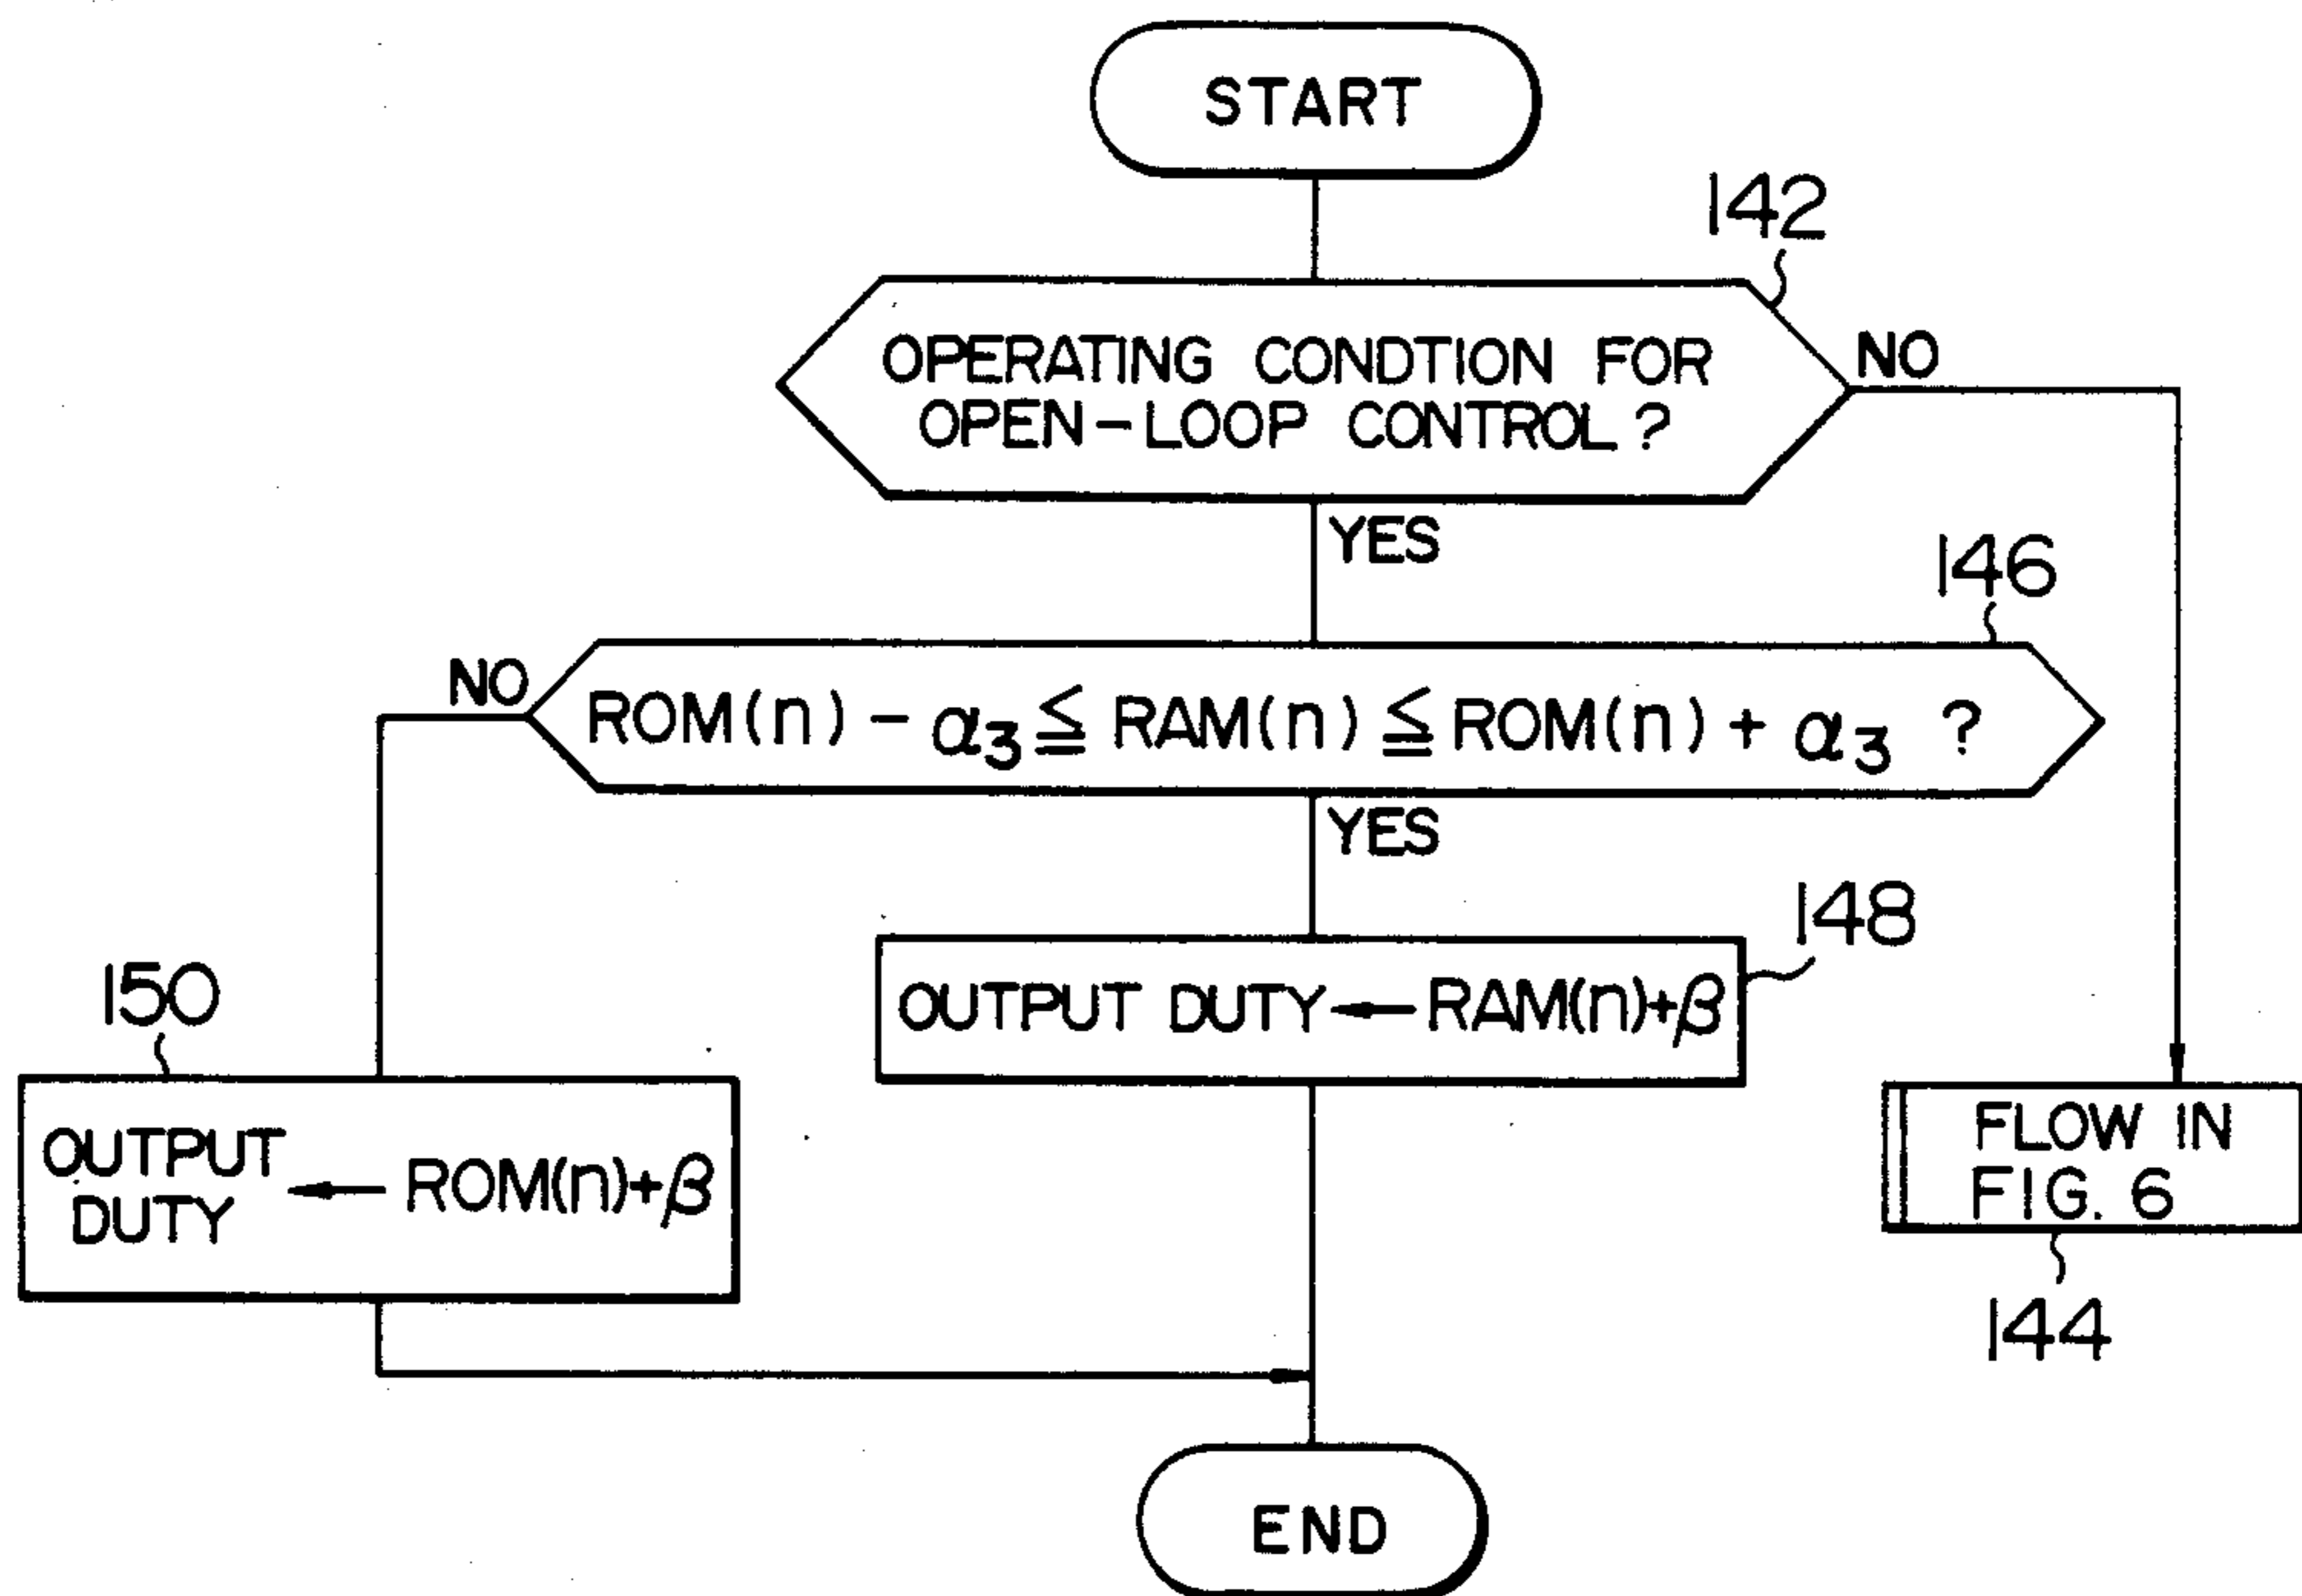 START
142
OPERATING CONDTION FOR
OPEN-LOOP CONTROL?
NO
YES
146
NO
ROM(n) - α3 ≦ RAM(n) ≦ ROM(n) + α3 ?
YES
148
OUTPUT DUTY ← RAM(n)+β
150
OUTPUT
DUTY
← ROM(n)+β
FLOW IN
FIG. 6
144
END